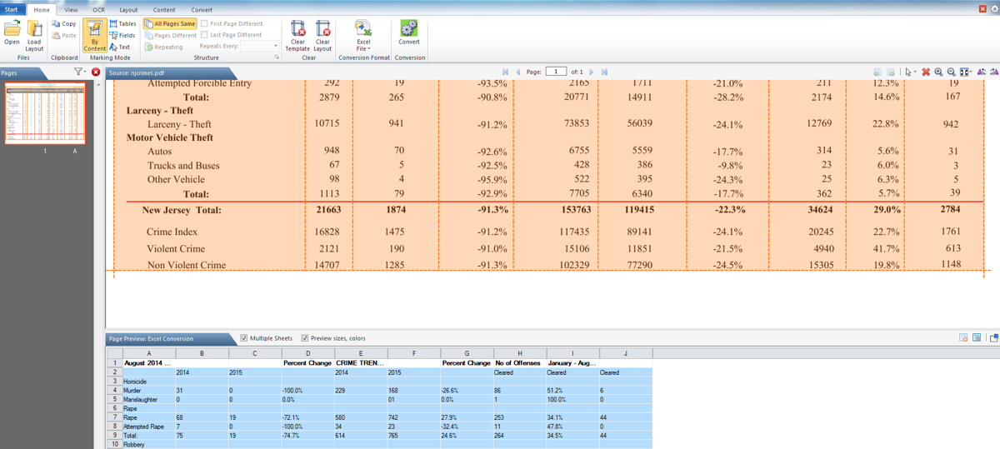 Start Home View OCR Layout Content Convert
Open Load Layout Files
Copy Paste Clipboard
By Content Tables Fields Text Marking Mode
All Pages Same First Page Different
Pages Different Last Page Different
Repeating Repeats Every:
Structure
Clear Template Clear Layout Clear
Excel File Conversion Format
Convert Conversion
Pages Source: njcrimes.pdf Page: 1 of: 1
1 A
Attempted Forcible Entry 292 19 -93.5% 2165 1711 -21.0% 211 12.3% 19
Total: 2879 265 -90.8% 20771 14911 -28.2% 2174 14.6% 167
Larceny - Theft
Larceny - Theft 10715 941 -91.2% 73853 56039 -24.1% 12769 22.8% 942
Motor Vehicle Theft
Autos 948 70 -92.6% 6755 5559 -17.7% 314 5.6% 31
Trucks and Buses 67 5 -92.5% 428 386 -9.8% 23 6.0% 3
Other Vehicle 98 4 -95.9% 522 395 -24.3% 25 6.3% 5
Total: 1113 79 -92.9% 7705 6340 -17.7% 362 5.7% 39
New Jersey Total: 21663 1874 -91.3% 153763 119415 -22.3% 34624 29.0% 2784
Crime Index 16828 1475 -91.2% 117435 89141 -24.1% 20245 22.7% 1761
Violent Crime 2121 190 -91.0% 15106 11851 -21.5% 4940 41.7% 613
Non Violent Crime 14707 1285 -91.3% 102329 77290 -24.5% 15305 19.8% 1148
Page Preview: Excel Conversion Multiple Sheets Preview sizes, colors
A B C D E F G H I J
1 August 2014 ... Percent Change CRIME TREN... Percent Change No of Offenses January - Aug...
2 2014 2015 2014 2015 Cleared Cleared Cleared
3 Homicide
4 Murder 31 0 -100.0% 229 168 -26.6% 86 51.2% 6
5 Manslaughter 0 0 0.0% 01 0.0% 1 100.0% 0
6 Rape
7 Rape 68 19 -72.1% 580 742 27.9% 253 34.1% 44
8 Attempted Rape 7 0 -100.0% 34 23 -32.4% 11 47.8% 0
9 Total: 75 19 -74.7% 614 765 24.6% 264 34.5% 44
10 Robbery